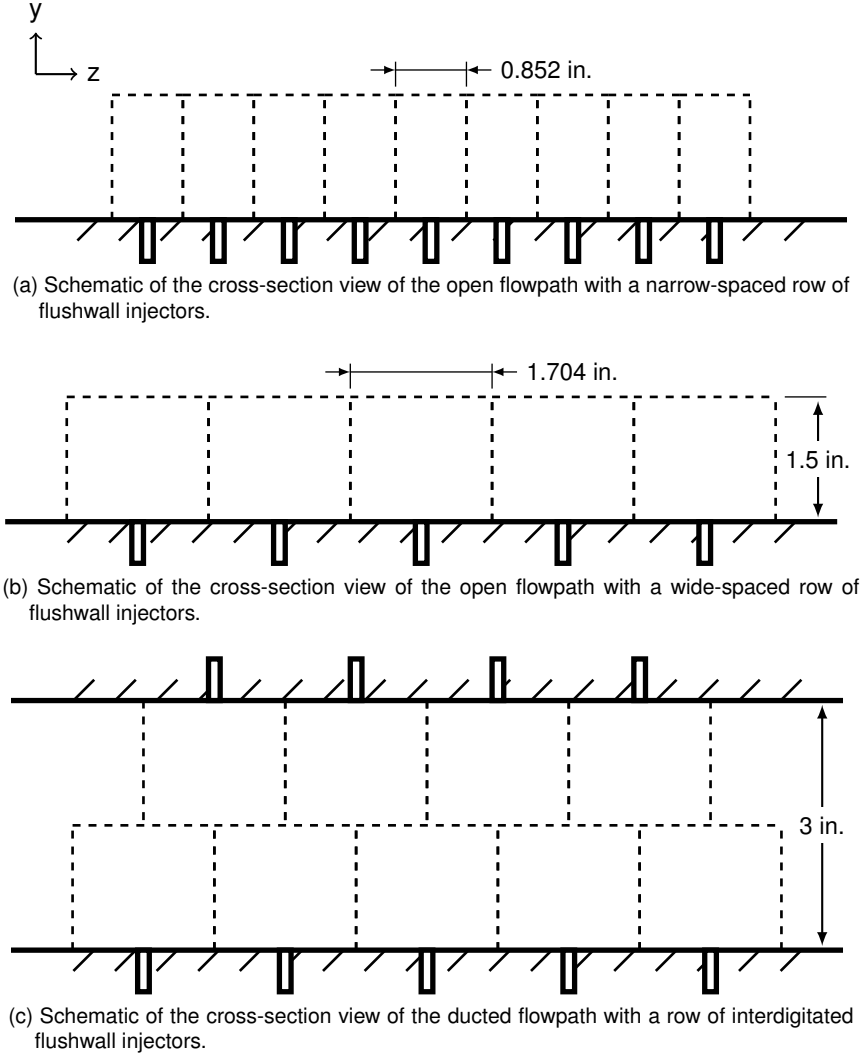 y
z
0.852 in.
(a) Schematic of the cross-section view of the open flowpath with a narrow-spaced row of
flushwall injectors.
1.704 in.
1.5 in.
(b) Schematic of the cross-section view of the open flowpath with a wide-spaced row of
flushwall injectors.
3 in.
(c) Schematic of the cross-section view of the ducted flowpath with a row of interdigitated
flushwall injectors.